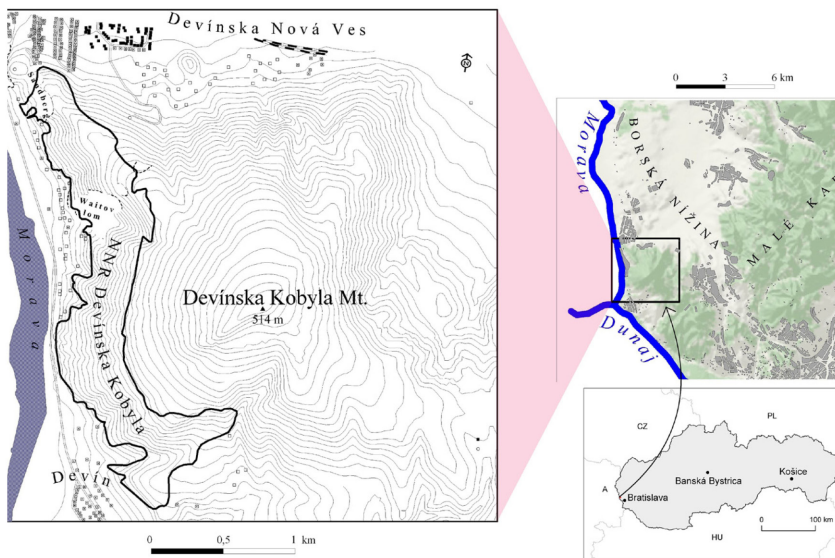 Devínska Nová Ves
N
Sandberg
Waitov
lom
Morava
NNR Devínska Kobyla
Devínska Kobyla Mt.
514 m
Devín
0 0,5 1 km
0 3 6 km
Morava
BORSKÁ NÍŽINA
MALÉ KA
Dunaj
CZ
PL
A
Bratislava
Banská Bystrica
Košice
HU
0 100 km